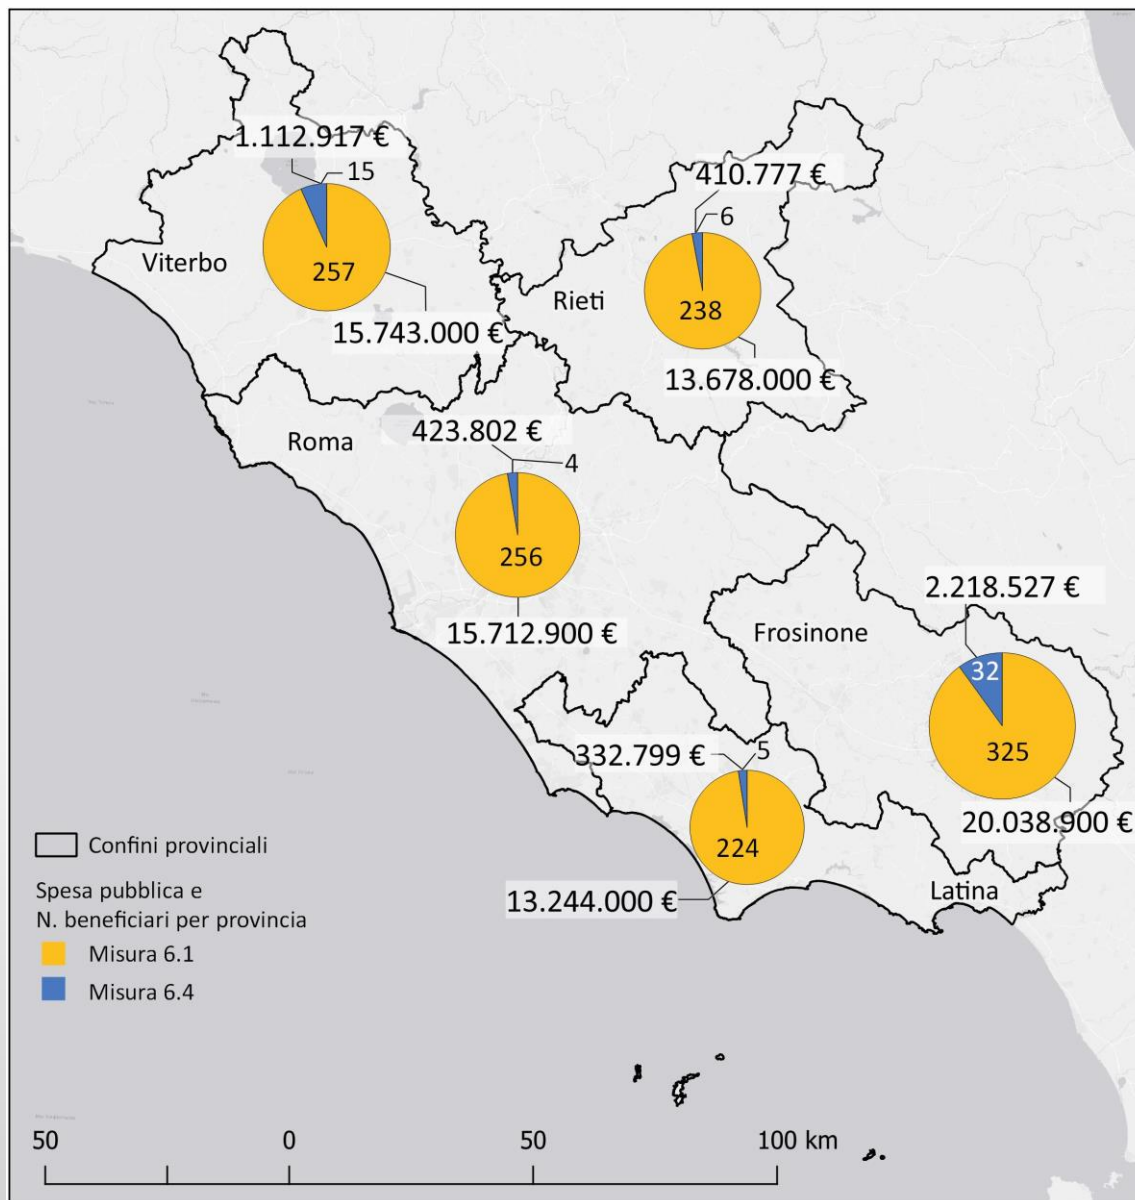 1.112.917 €
15
257
Viterbo
15.743.000 €
410.777 €
6
238
Rieti
13.678.000 €
423.802 €
4
Roma
256
15.712.900 €
2.218.527 €
Frosinone
32
325
20.038.900 €
332.799 €
5
224
13.244.000 €
Latina
Confini provinciali
Spesa pubblica e
N. beneficiari per provincia
Misura 6.1
Misura 6.4
50 0 50 100 km